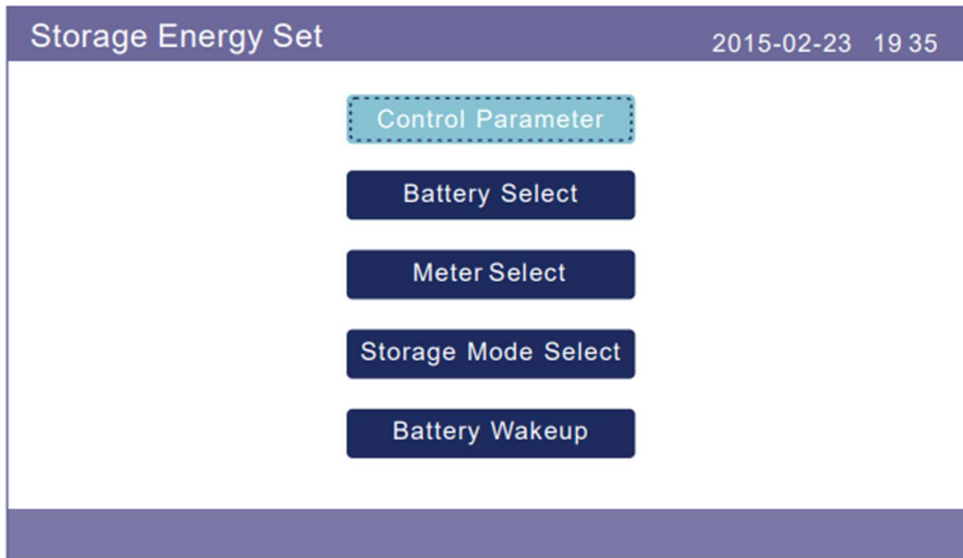 Storage Energy Set
2015-02-23 19 35
Control Parameter
Battery Select
Meter Select
Storage Mode Select
Battery Wakeup